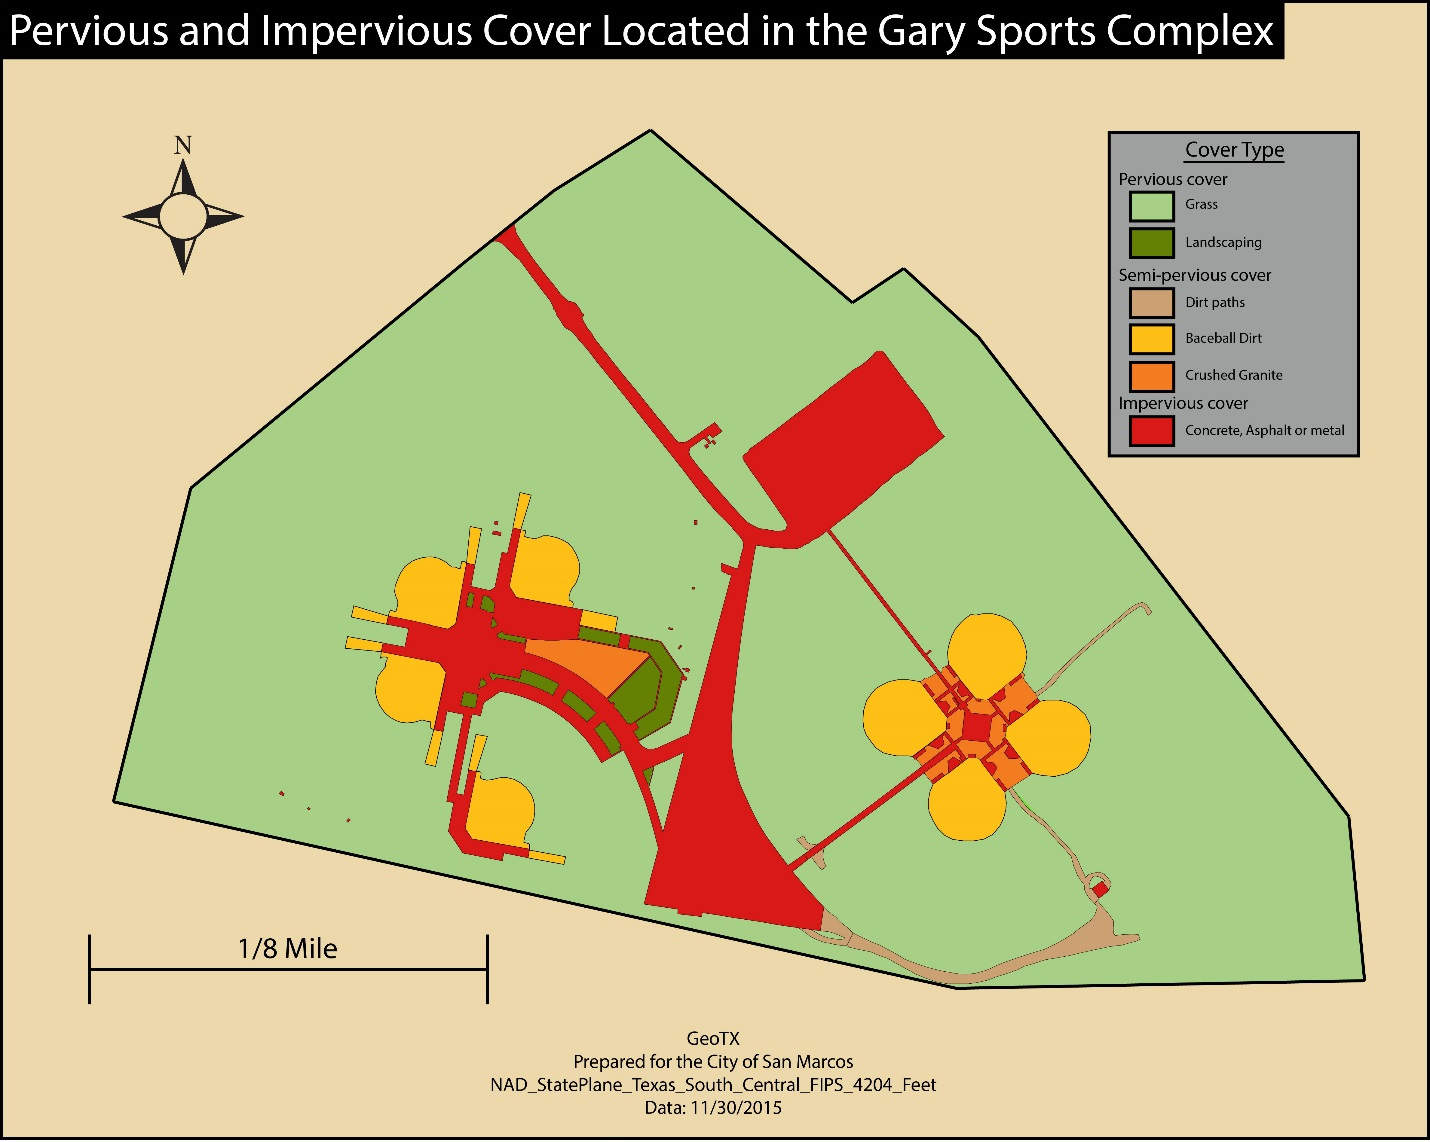 Pervious and Impervious Cover Located in the Gary Sports Complex
N
Cover Type
Pervious cover
Grass
Landscaping
Semi-pervious cover
Dirt paths
Baceball Dirt
Crushed Granite
Impervious cover
Concrete, Asphalt or metal
1/8 Mile
GeoTX
Prepared for the City of San Marcos
NAD_StatePlane_Texas_South_Central_FIPS_4204_Feet
Data: 11/30/2015